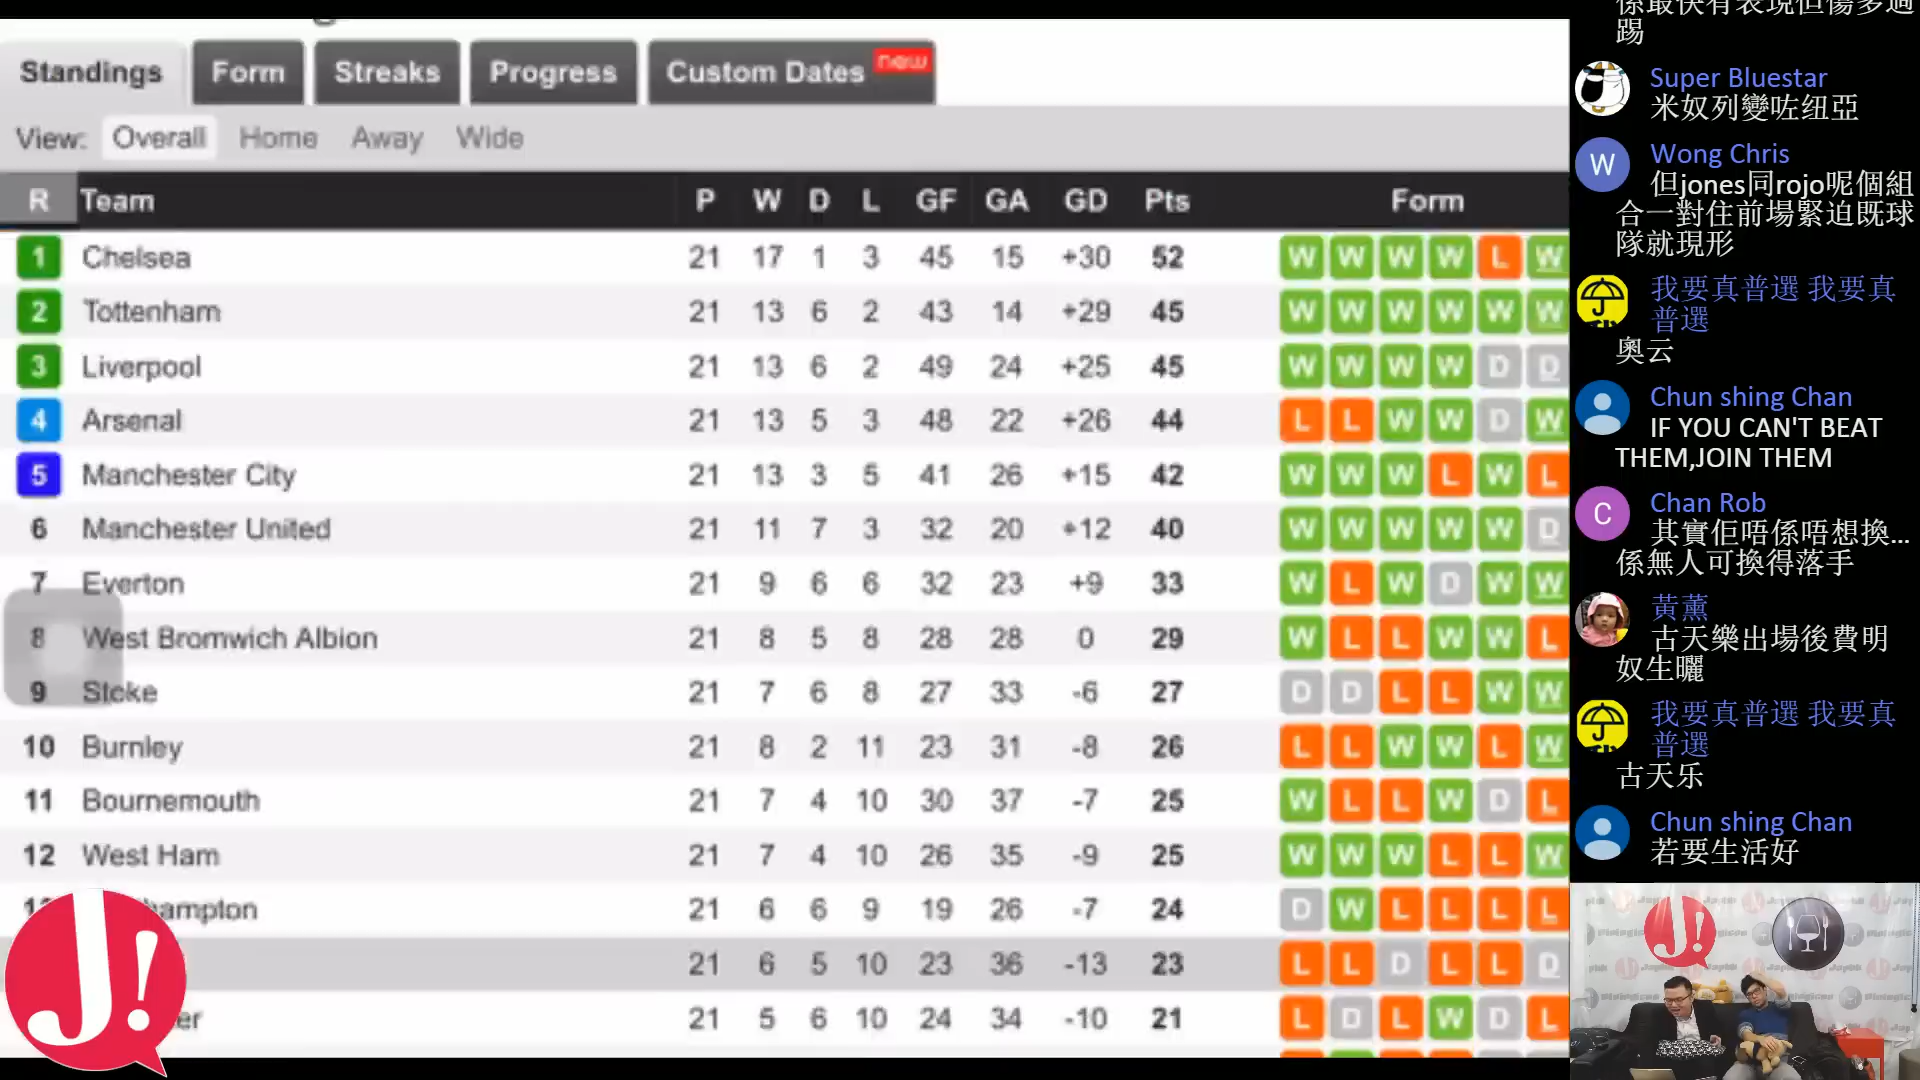 Standings Form Streaks Progress Custom Dates new
View: Overall Home Away Wide
R Team P W D L GF GA GD Pts Form
1 Chelsea 21 17 1 3 45 15 +30 52 W W W W L W
2 Tottenham 21 13 6 2 43 14 +29 45 W W W W W W
3 Liverpool 21 13 6 2 49 24 +25 45 W W W W D D
4 Arsenal 21 13 5 3 48 22 +26 44 L L W W D W
5 Manchester City 21 13 3 5 41 26 +15 42 W W W L W L
6 Manchester United 21 11 7 3 32 20 +12 40 W W W W W D
7 Everton 21 9 6 6 32 23 +9 33 W L W D W W
8 West Bromwich Albion 21 8 5 8 28 28 0 29 W L L W W L
9 Stoke 21 7 6 8 27 33 -6 27 D D L L W W
10 Burnley 21 8 2 11 23 31 -8 26 L L W W L W
11 Bournemouth 21 7 4 10 30 37 -7 25 W L L W D L
12 West Ham 21 7 4 10 26 35 -9 25 W W W L L W
hampton 21 6 6 9 19 26 -7 24 D W L L L L
21 6 5 10 23 36 -13 23 L L D L L D
er 21 5 6 10 24 34 -10 21 L D L W D L
J!
係最快有表現但傷多過
踢
Super Bluestar
米奴列變咗纽亞
W
Wong Chris
但jones同rojo呢個組
合一對住前場緊迫既球
隊就現形
我要真普選 我要真
普選
奧云
Chun shing Chan
IF YOU CAN'T BEAT
THEM,JOIN THEM
C
Chan Rob
其實佢唔係唔想換...
係無人可換得落手
黃薰
古天樂出場後費明
奴生曬
我要真普選 我要真
普選
古天乐
Chun shing Chan
若要生活好
J!